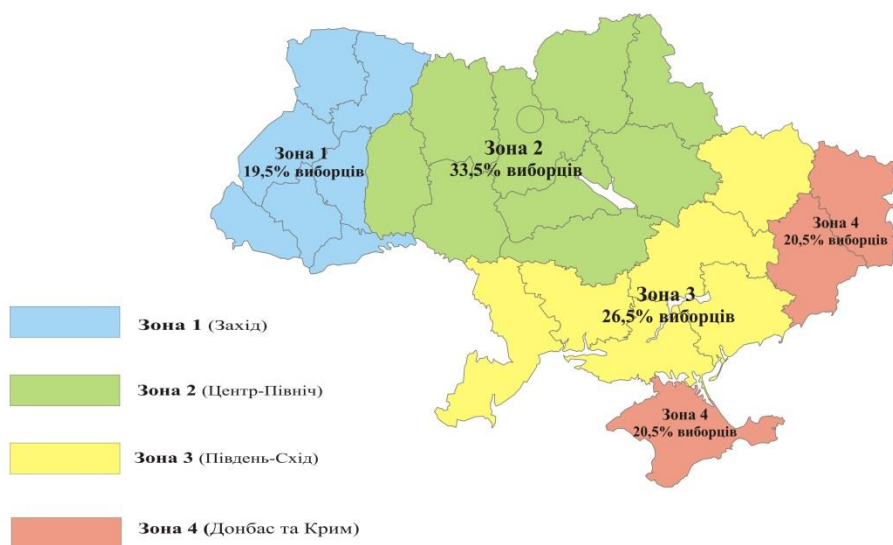 Зона 1
19,5% виборців
Зона 2
33,5% виборців
Зона 4
20,5% виборців
Зона 3
26,5% виборців
Зона 4
20,5% виборців
Зона 1 (Захід)
Зона 2 (Центр-Північ)
Зона 3 (Південь-Схід)
Зона 4 (Донбас та Крим)